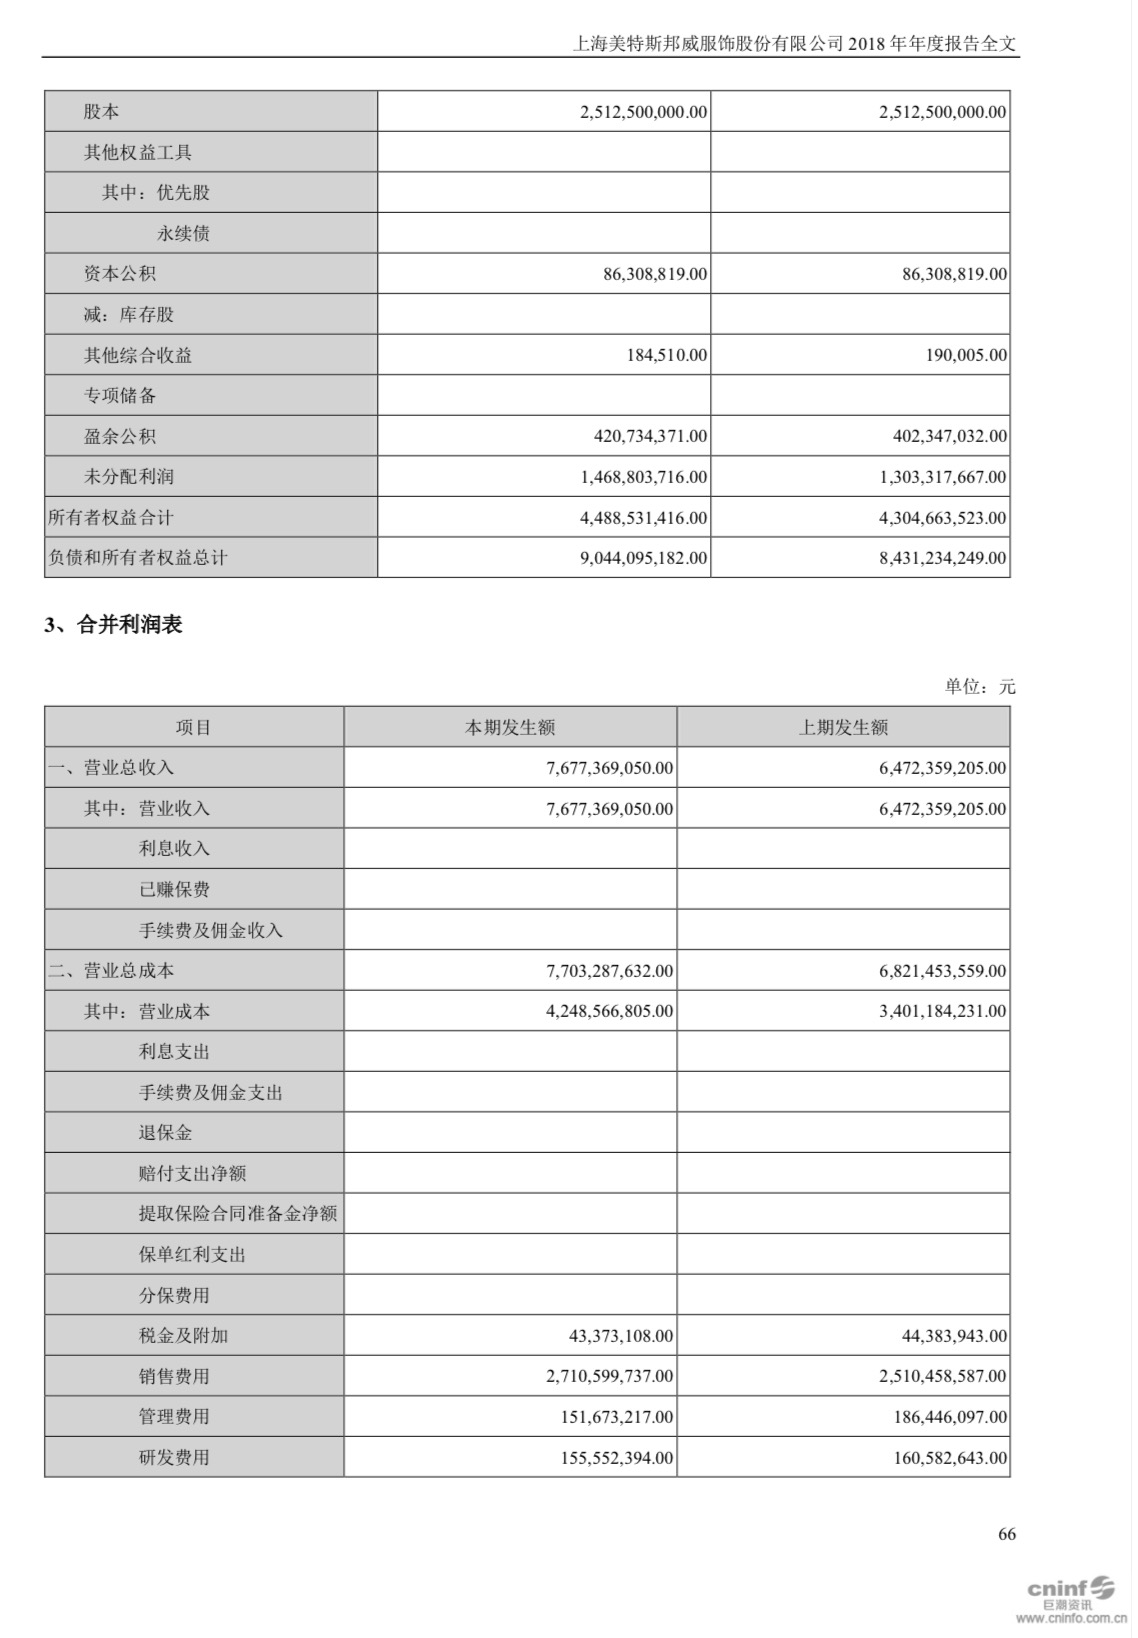 上海美特斯邦威服饰股份有限公司 2018 年年度报告全文
股本 2,512,500,000.00 2,512,500,000.00
其他权益工具
其中：优先股
永续债
资本公积 86,308,819.00 86,308,819.00
减：库存股
其他综合收益 184,510.00 190,005.00
专项储备
盈余公积 420,734,371.00 402,347,032.00
未分配利润 1,468,803,716.00 1,303,317,667.00
所有者权益合计 4,488,531,416.00 4,304,663,523.00
负债和所有者权益总计 9,044,095,182.00 8,431,234,249.00
3、合并利润表
单位：元
项目 本期发生额 上期发生额
一、营业总收入 7,677,369,050.00 6,472,359,205.00
其中：营业收入 7,677,369,050.00 6,472,359,205.00
利息收入
已赚保费
手续费及佣金收入
二、营业总成本 7,703,287,632.00 6,821,453,559.00
其中：营业成本 4,248,566,805.00 3,401,184,231.00
利息支出
手续费及佣金支出
退保金
赔付支出净额
提取保险合同准备金净额
保单红利支出
分保费用
税金及附加 43,373,108.00 44,383,943.00
销售费用 2,710,599,737.00 2,510,458,587.00
管理费用 151,673,217.00 186,446,097.00
研发费用 155,552,394.00 160,582,643.00
66
cninf
巨潮资讯
www.cninfo.com.cn